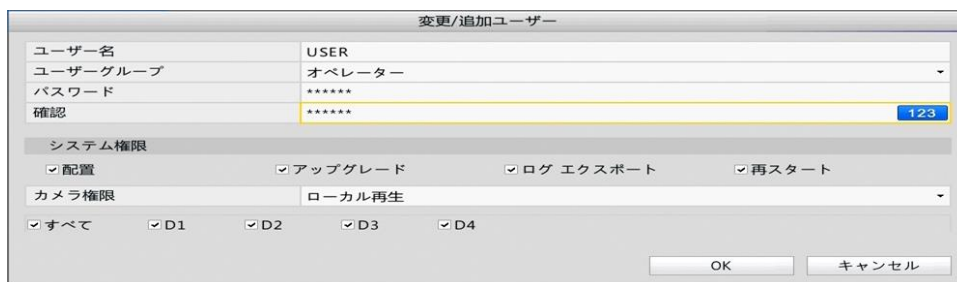 変更/追加ユーザー
ユーザー名 USER
ユーザーグループ オペレーター
パスワード ******
確認 ****** 123
システム権限
配置 アップグレード ログ エクスポート 再スタート
カメラ権限 ローカル再生
すべて D1 D2 D3 D4
OK キャンセル